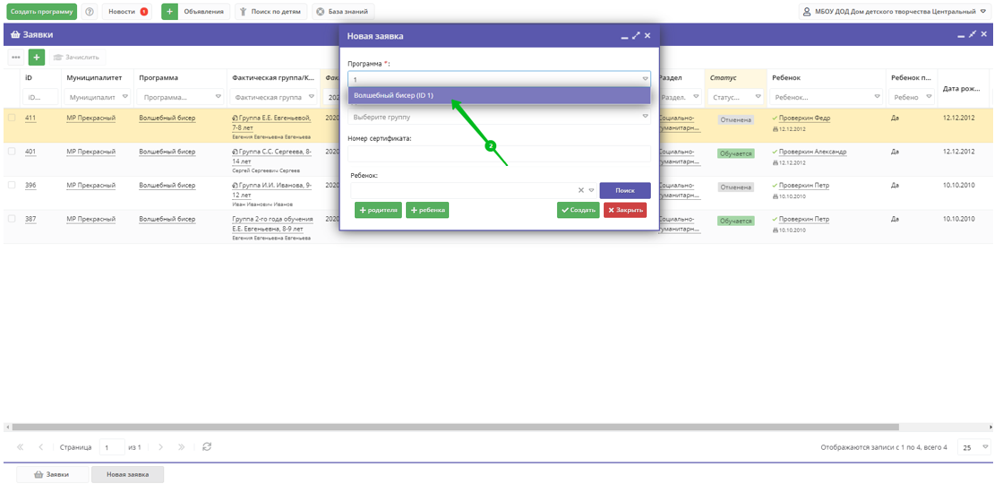 Создать программу Новости 1 + Объявления Поиск по детям База знаний МБОУ ДОД Дом детского творчества Центральный
Заявки
Зачислить
ID Муниципалитет Программа Фактическая группа/К... Раздел Статус Ребенок Ребенок п... Дата рож...
ID... Муниципалит Программа... Фактическая группа 202 Раздел. Статус... Ребенок... Ребено
411 МР Прекрасный Волшебный бисер Группа Е.Е. Евгеньевой, 7-8 лет
Евгения Евгеньевна Евгеньева
2020 Социально-гуманитарн... Отменена Проверкин Федр
12.12.2012
Да 12.12.2012
401 МР Прекрасный Волшебный бисер Группа С.С. Сергеева, 8-14 лет
Сергей Сергеевич Сергеев
2020 Социально-гуманитарн... Обучается Проверкин Александр
12.12.2012
Да 12.12.2012
396 МР Прекрасный Волшебный бисер Группа И.И. Иванова, 9-12 лет
Иван Иванович Иванов
2020 Социально-гуманитарн... Отменена Проверкин Петр
10.10.2010
Да 10.10.2010
387 МР Прекрасный Волшебный бисер Группа 2-го года обучения
Е.Е. Евгеньевна, 8-9 лет
Евгения Евгеньевна Евгеньева
2020 Социально-гуманитарн... Обучается Проверкин Петр
10.10.2010
Да 10.10.2010
Новая заявка
Программа *:
1
Волшебный бисер (ID 1)
2
Выберите группу
Номер сертификата:
Ребенок:
Поиск
+ родителя + ребенка Создать Закрыть
Страница 1 из 1 Отображаются записи с 1 по 4, всего 4 25
Заявки Новая заявка